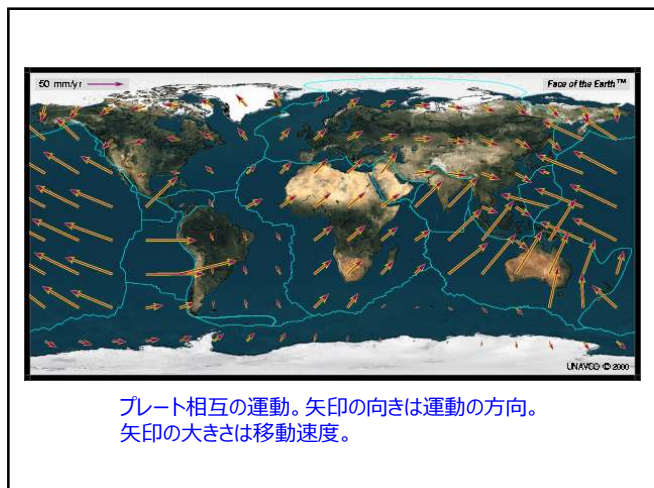 50 mm/yr
Face of the Earth™
UNAVCO © 2000
プレート相互の運動。矢印の向きは運動の方向。
矢印の大きさは移動速度。